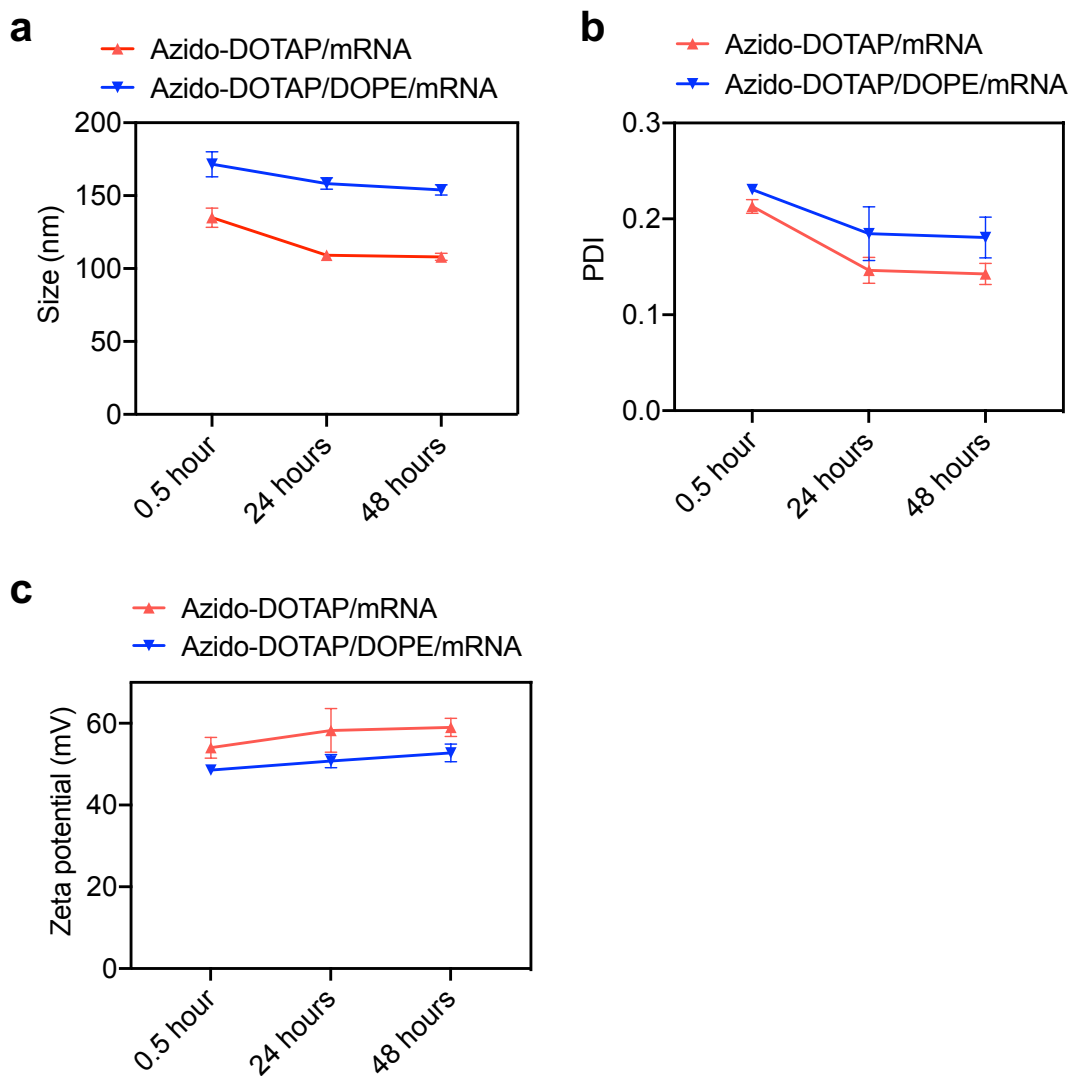 a
Azido-DOTAP/mRNA
Azido-DOTAP/DOPE/mRNA
200
150
100
50
0
Size (nm)
0.5 hour
24 hours
48 hours
b
Azido-DOTAP/mRNA
Azido-DOTAP/DOPE/mRNA
0.3
0.2
0.1
0.0
PDI
0.5 hour
24 hours
48 hours
c
Azido-DOTAP/mRNA
Azido-DOTAP/DOPE/mRNA
60
40
20
0
Zeta potential (mV)
0.5 hour
24 hours
48 hours